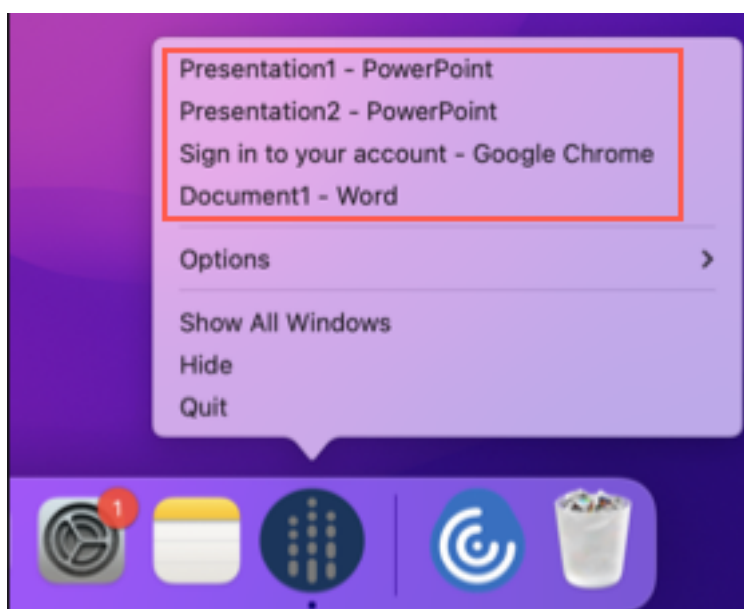 Presentation1 - PowerPoint
Presentation2 - PowerPoint
Sign in to your account - Google Chrome
Document1 - Word
Options
Show All Windows
Hide
Quit
1